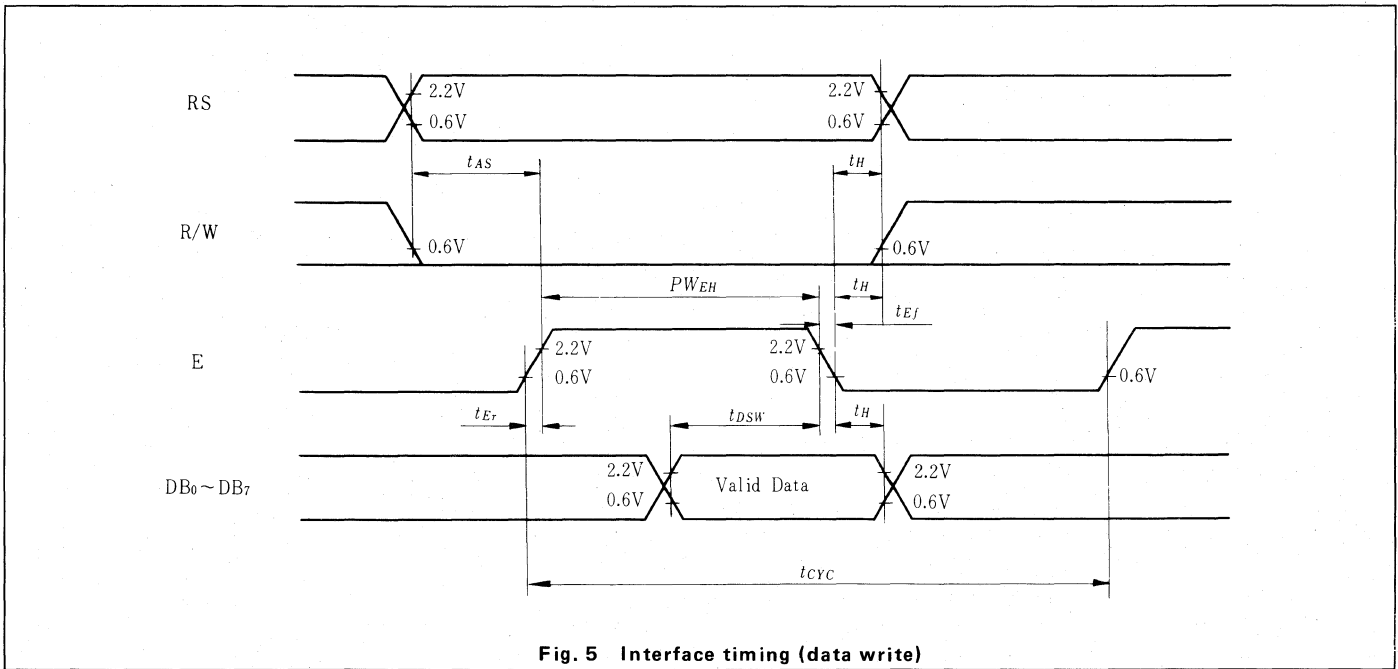 RS
2.2V
0.6V
2.2V
0.6V
tAS
tH
R/W
0.6V
0.6V
PWEH
tH
tEf
E
2.2V
0.6V
2.2V
0.6V
0.6V
tEr
tDSW
tH
DB0~DB7
2.2V
0.6V
Valid Data
2.2V
0.6V
tCYC
Fig. 5 Interface timing (data write)